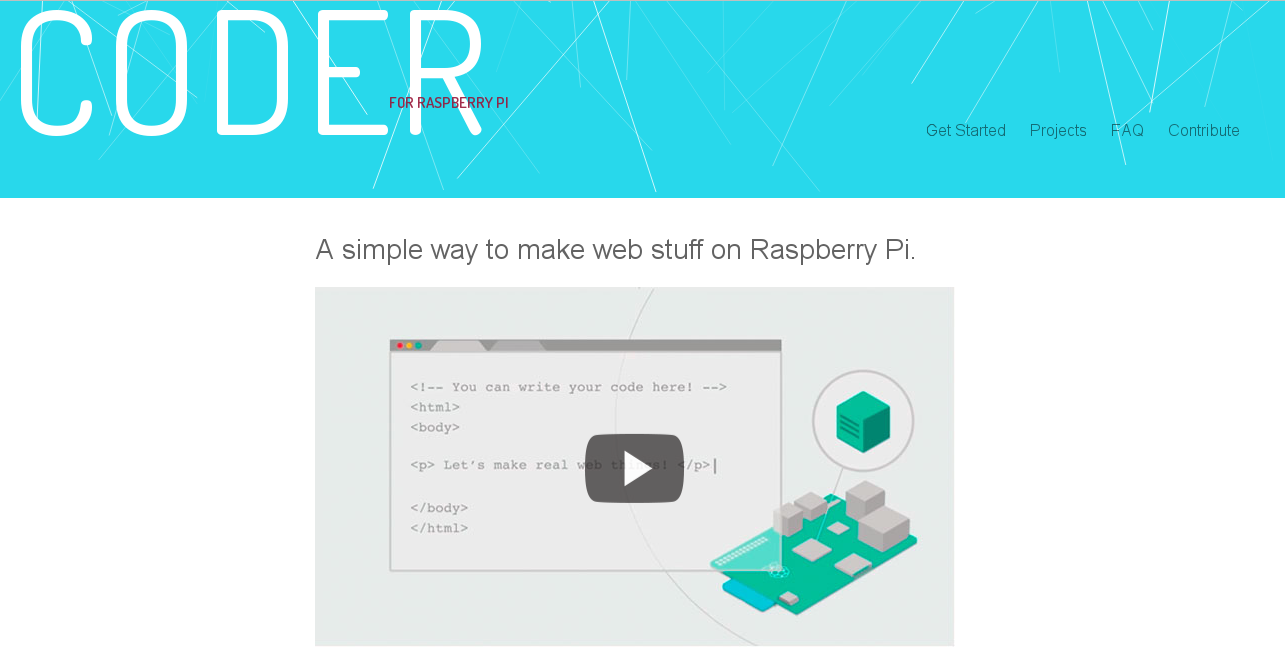 CODER
FOR RASPBERRY PI
Get Started Projects FAQ Contribute
A simple way to make web stuff on Raspberry Pi.
<!-- You can write your code here! -->
<html>
<body>
<p> Let's make real web things! </p>
</body>
</html>